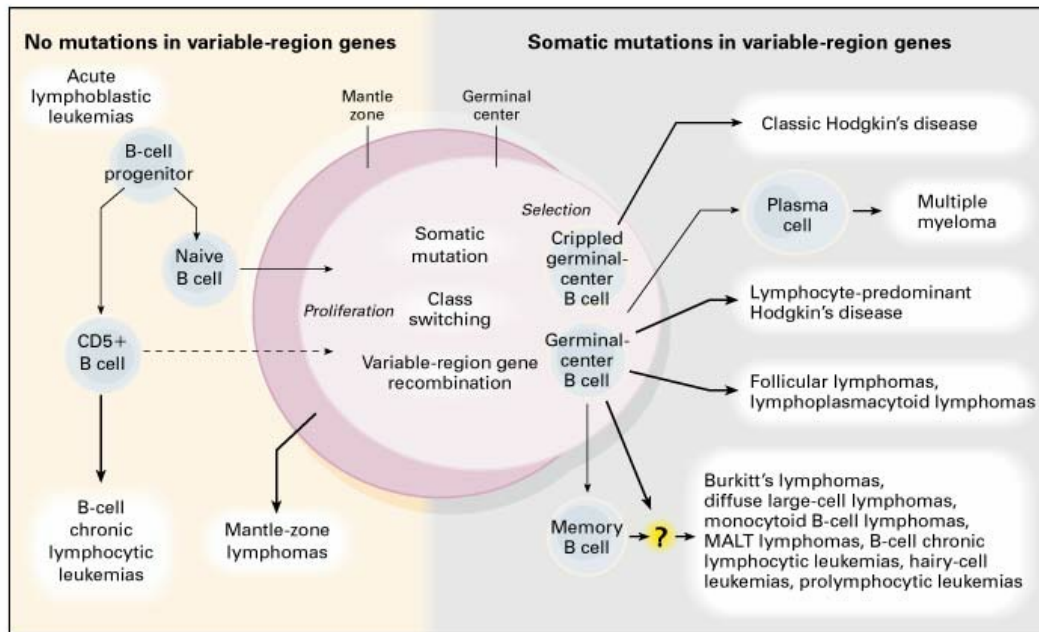 No mutations in variable-region genes
Somatic mutations in variable-region genes
Acute
lymphoblastic
leukemias
Mantle
zone
Germinal
center
Classic Hodgkin's disease
B-cell
progenitor
Selection
Plasma
cell
Multiple
myeloma
Somatic
mutation
Crippled
germinal-
center
B cell
Naive
B cell
Proliferation
Class
switching
Lymphocyte-predominant
Hodgkin's disease
CD5+
B cell
Variable-region gene
recombination
Germinal-
center
B cell
Follicular lymphomas,
lymphoplasmacytoid lymphomas
B-cell
chronic
lymphocytic
leukemias
Mantle-zone
lymphomas
Memory
B cell
?
Burkitt's lymphomas,
diffuse large-cell lymphomas,
monocytoid B-cell lymphomas,
MALT lymphomas, B-cell chronic
lymphocytic leukemias, hairy-cell
leukemias, prolymphocytic leukemias